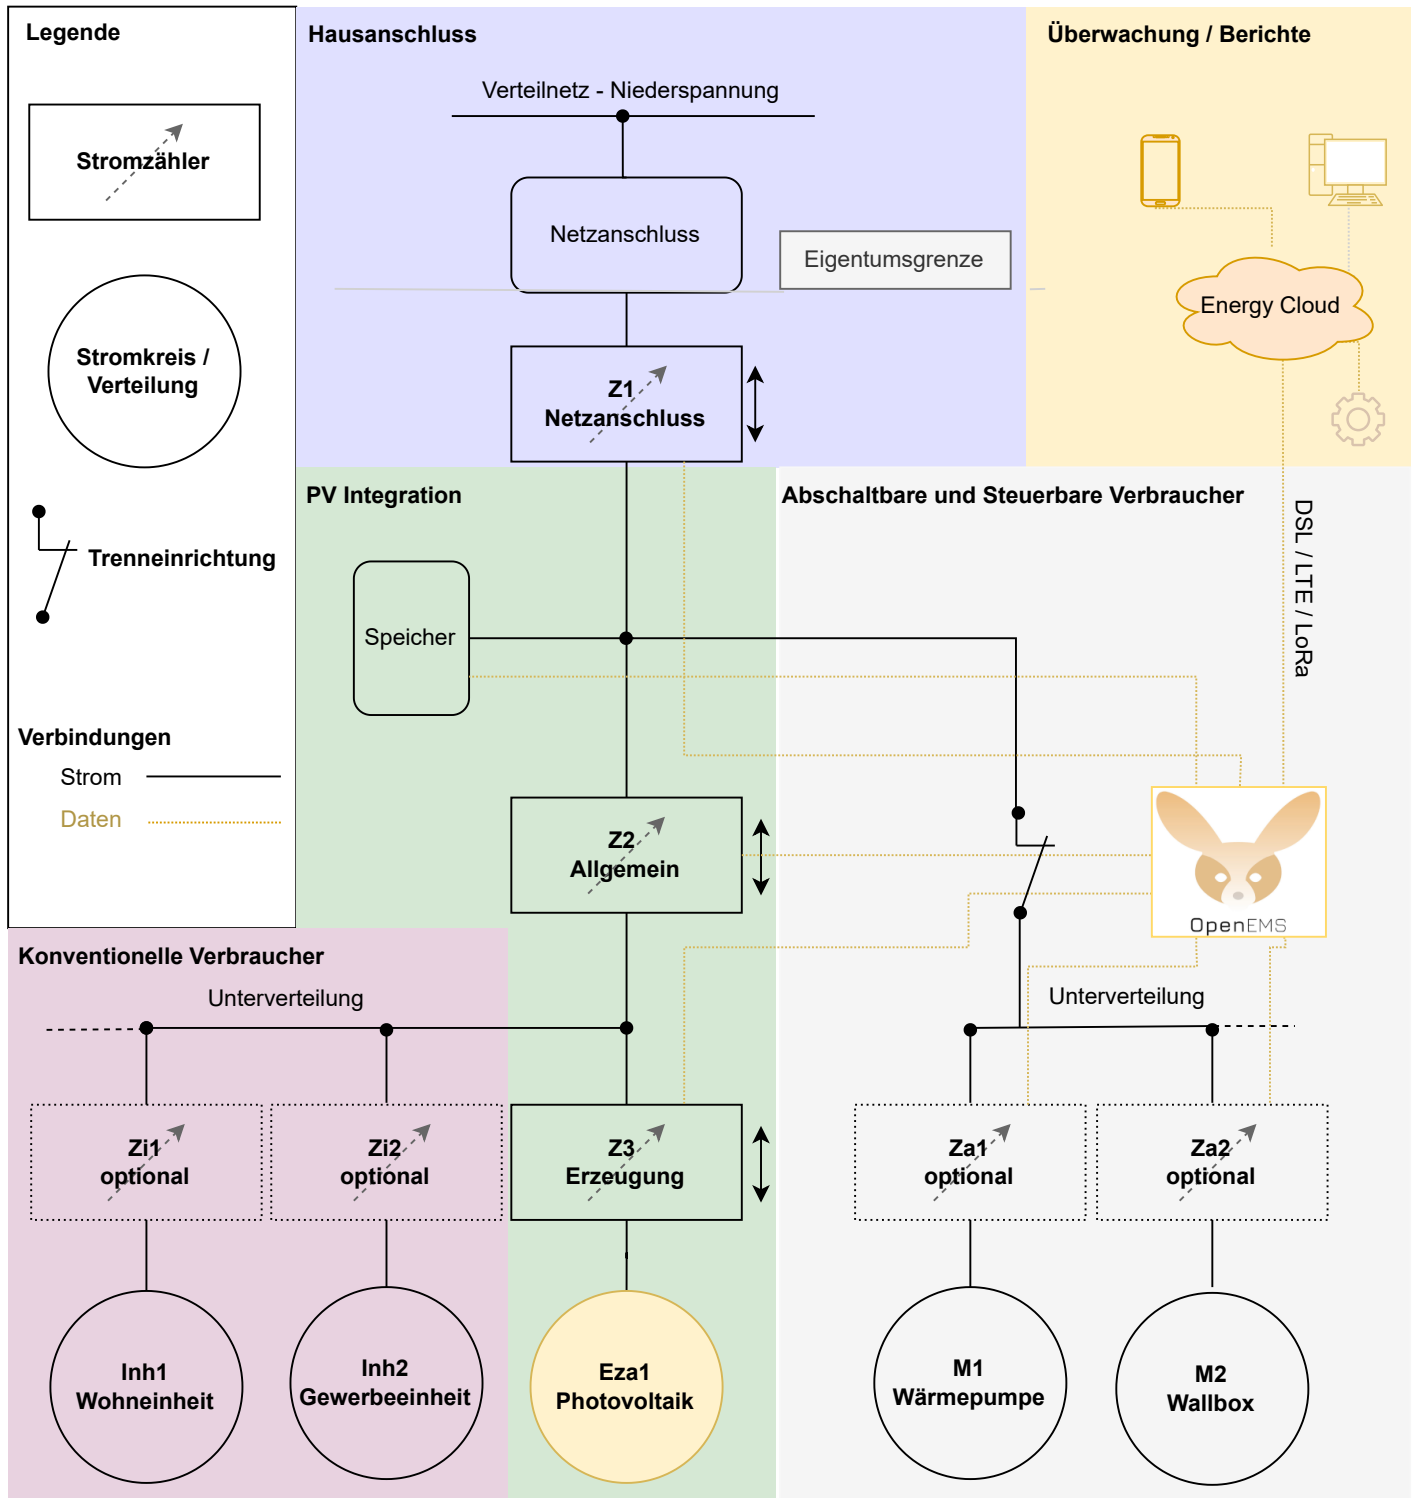 Legende
Stromzähler
Stromkreis /
Verteilung
Trenneinrichtung
Verbindungen
Strom
Daten
Hausanschluss
Verteilnetz - Niederspannung
Netzanschluss
Eigentumsgrenze
Z1
Netzanschluss
Überwachung / Berichte
Energy Cloud
PV Integration
Speicher
Z2
Allgemein
Abschaltbare und Steuerbare Verbraucher
DSL / LTE / LoRa
OpenEMS
Konventionelle Verbraucher
Unterverteilung
Unterverteilung
Zi1
optional
Zi2
optional
Z3
Erzeugung
Za1
optional
Za2
optional
Inh1
Wohneinheit
Inh2
Gewerbeeinheit
Eza1
Photovoltaik
M1
Wärmepumpe
M2
Wallbox